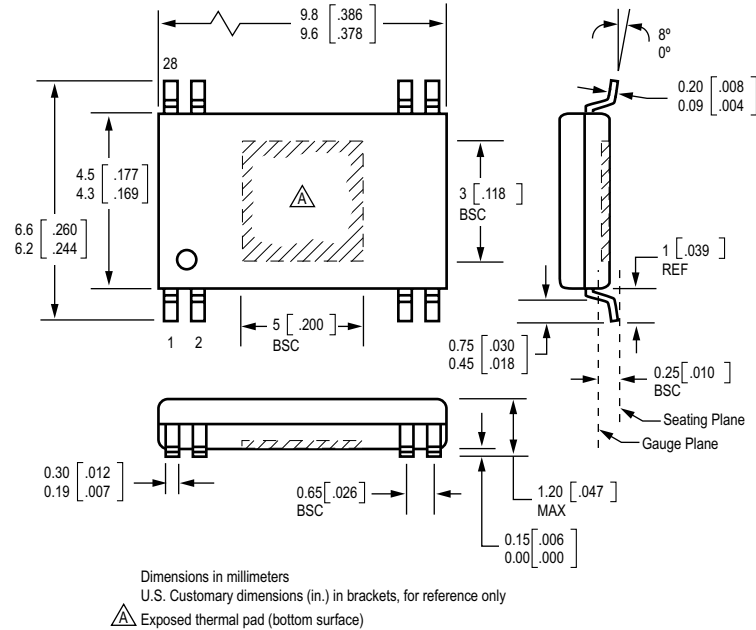 9.8 [ .386 ]
9.6 [ .378 ]
8º
0º
28
0.20 [ .008 ]
0.09 [ .004 ]
4.5 [ .177 ]
4.3 [ .169 ]
3 [ .118 ]
BSC
A
6.6 [ .260 ]
6.2 [ .244 ]
1 [ .039 ]
REF
5 [ .200 ]
BSC
1 2
0.75 [ .030 ]
0.45 [ .018 ]
0.25 [ .010 ]
BSC
Seating Plane
Gauge Plane
0.30 [ .012 ]
0.19 [ .007 ]
0.65 [ .026 ]
BSC
1.20 [ .047 ]
MAX
0.15 [ .006 ]
0.00 [ .000 ]
Dimensions in millimeters
U.S. Customary dimensions (in.) in brackets, for reference only
A Exposed thermal pad (bottom surface)